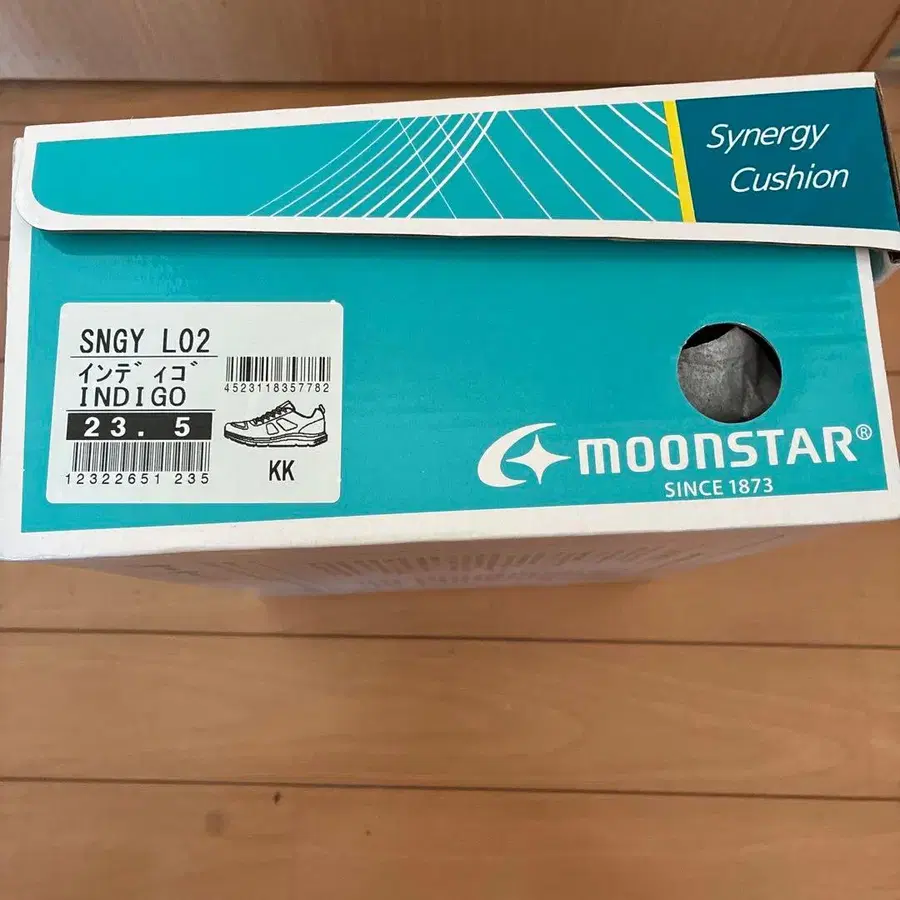 Synergy
Cushion
SNGY L02
インディゴ
INDIGO
23.5
12322651 235
4523118357782
KK
MOONSTAR®
SINCE 1873